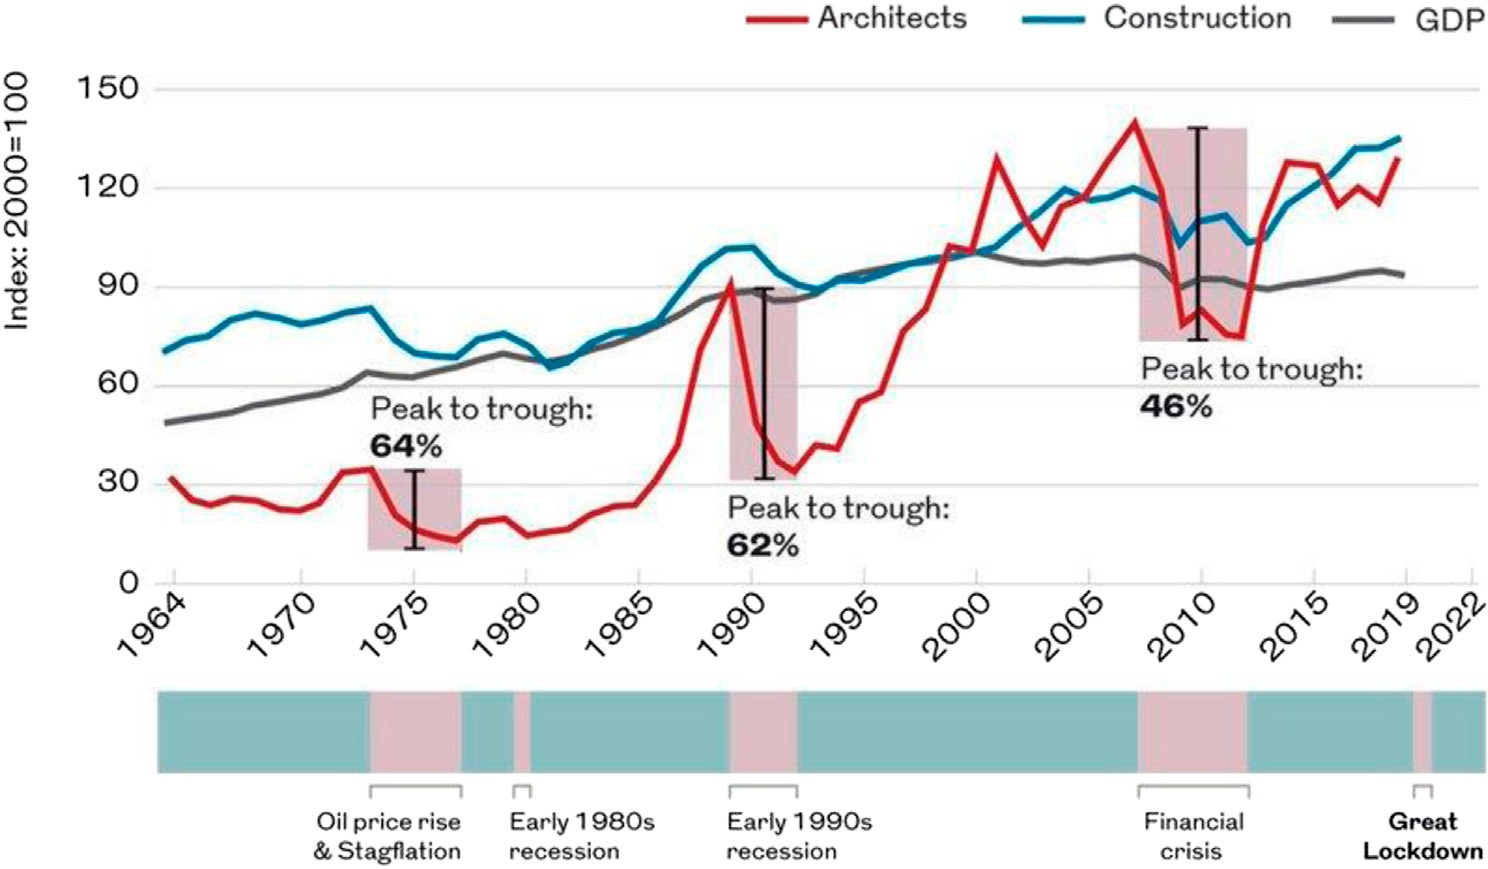 Architects
Construction
GDP
Index: 2000=100
150
120
90
60
30
0
Peak to trough:
64%
Peak to trough:
62%
Peak to trough:
46%
1964
1970
1975
1980
1985
1990
1995
2000
2005
2010
2015
2019
2022
Oil price rise
& Stagflation
Early 1980s
recession
Early 1990s
recession
Financial
crisis
Great
Lockdown